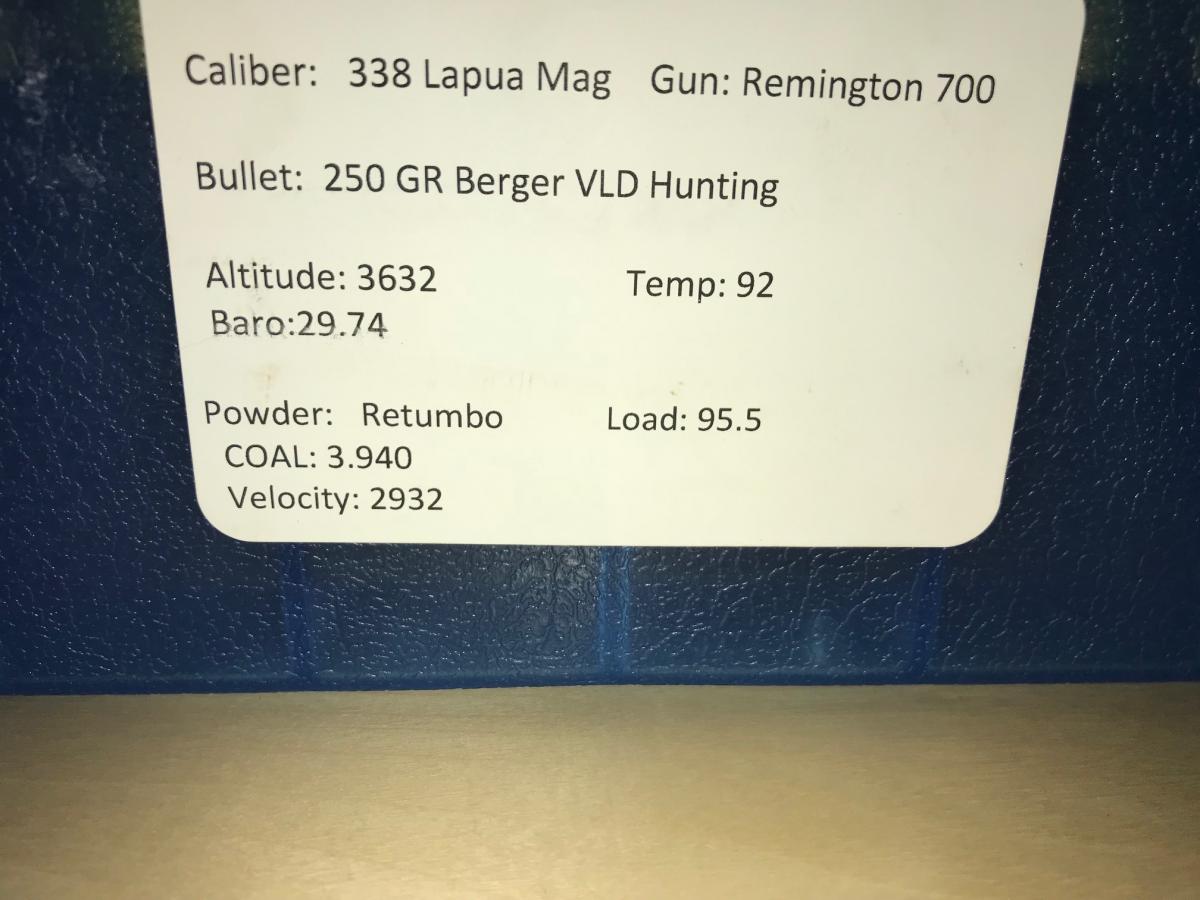 Caliber: 338 Lapua Mag Gun: Remington 700
Bullet: 250 GR Berger VLD Hunting
Altitude: 3632 Temp: 92
Baro:29.74
Powder: Retumbo Load: 95.5
COAL: 3.940
Velocity: 2932